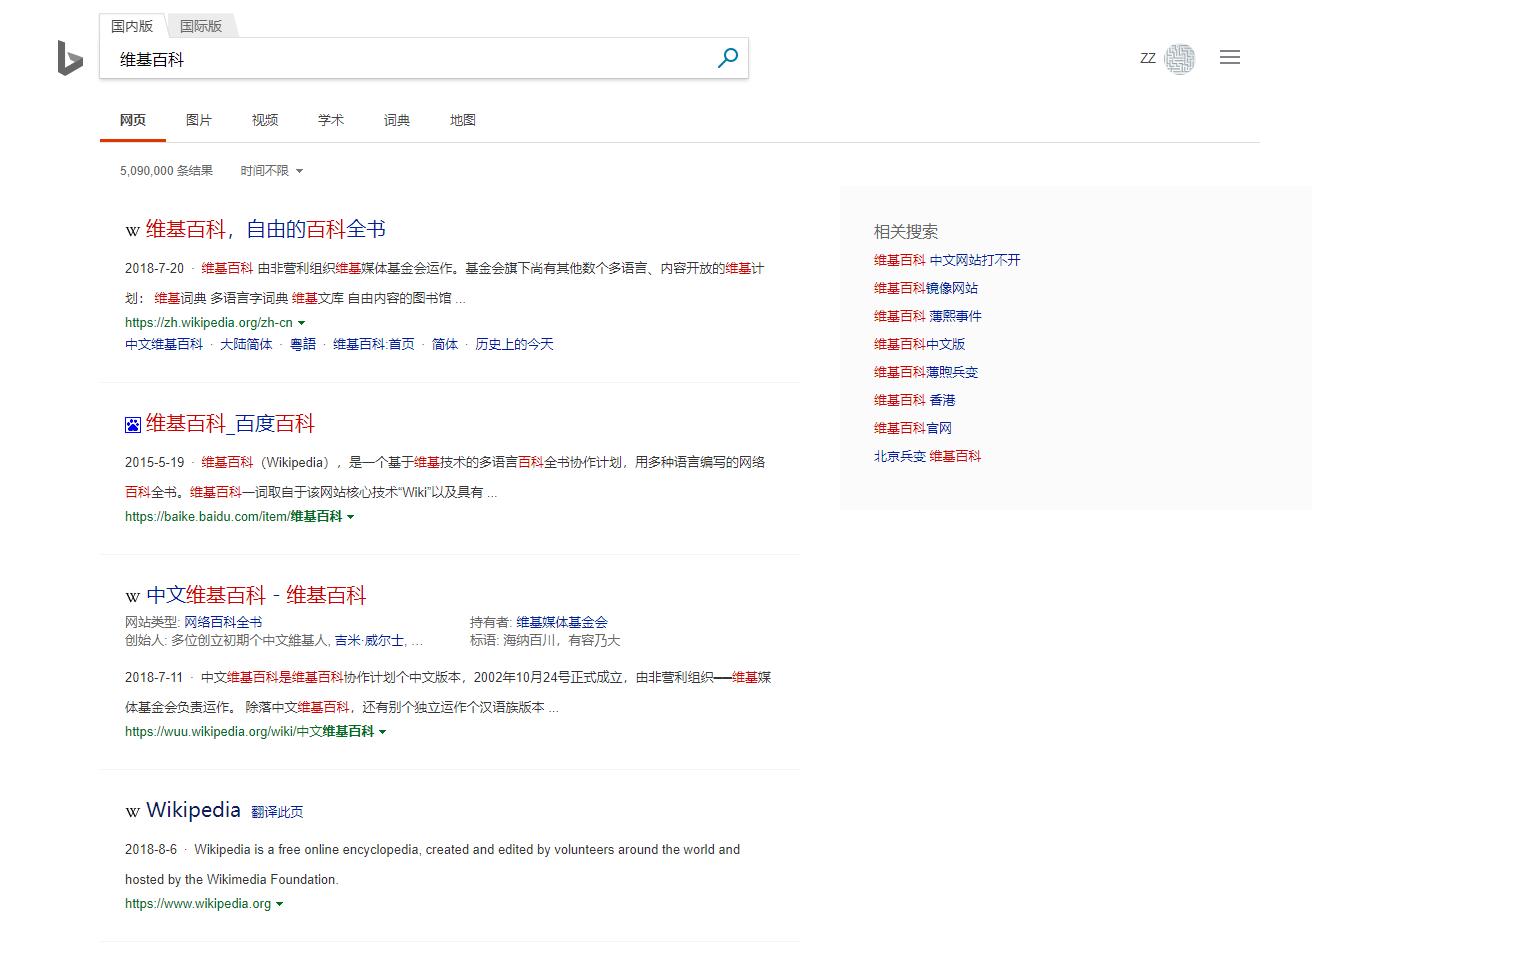 国内版 国际版
维基百科
ZZ
网页 图片 视频 学术 词典 地图
5,090,000 条结果 时间不限
W 维基百科，自由的百科全书
2018-7-20 · 维基百科 由非营利组织维基媒体基金会运作。基金会旗下尚有其他数个多语言、内容开放的维基计
划： 维基词典 多语言字词典 维基文库 自由内容的图书馆 ...
https://zh.wikipedia.org/zh-cn
中文维基百科 · 大陆简体 · 粵語 · 维基百科:首页 · 简体 · 历史上的今天
维基百科_百度百科
2015-5-19 · 维基百科（Wikipedia），是一个基于维基技术的多语言百科全书协作计划，用多种语言编写的网络
百科全书。维基百科一词取自于该网站核心技术“Wiki”以及具有 ...
https://baike.baidu.com/item/维基百科
W 中文维基百科 - 维基百科
网站类型: 网络百科全书 持有者: 维基媒体基金会
创始人: 多位创立初期个中文維基人, 吉米·威尔士, … 标语: 海纳百川，有容乃大
2018-7-11 · 中文维基百科是维基百科协作计划个中文版本，2002年10月24号正式成立，由非营利组织──维基媒
体基金会负责运作。 除落中文维基百科，还有别个独立运作个汉语族版本 ...
https://wuu.wikipedia.org/wiki/中文维基百科
W Wikipedia 翻译此页
2018-8-6 · Wikipedia is a free online encyclopedia, created and edited by volunteers around the world and
hosted by the Wikimedia Foundation.
https://www.wikipedia.org
相关搜索
维基百科 中文网站打不开
维基百科镜像网站
维基百科 薄熙事件
维基百科中文版
维基百科薄煦兵变
维基百科 香港
维基百科官网
北京兵变 维基百科